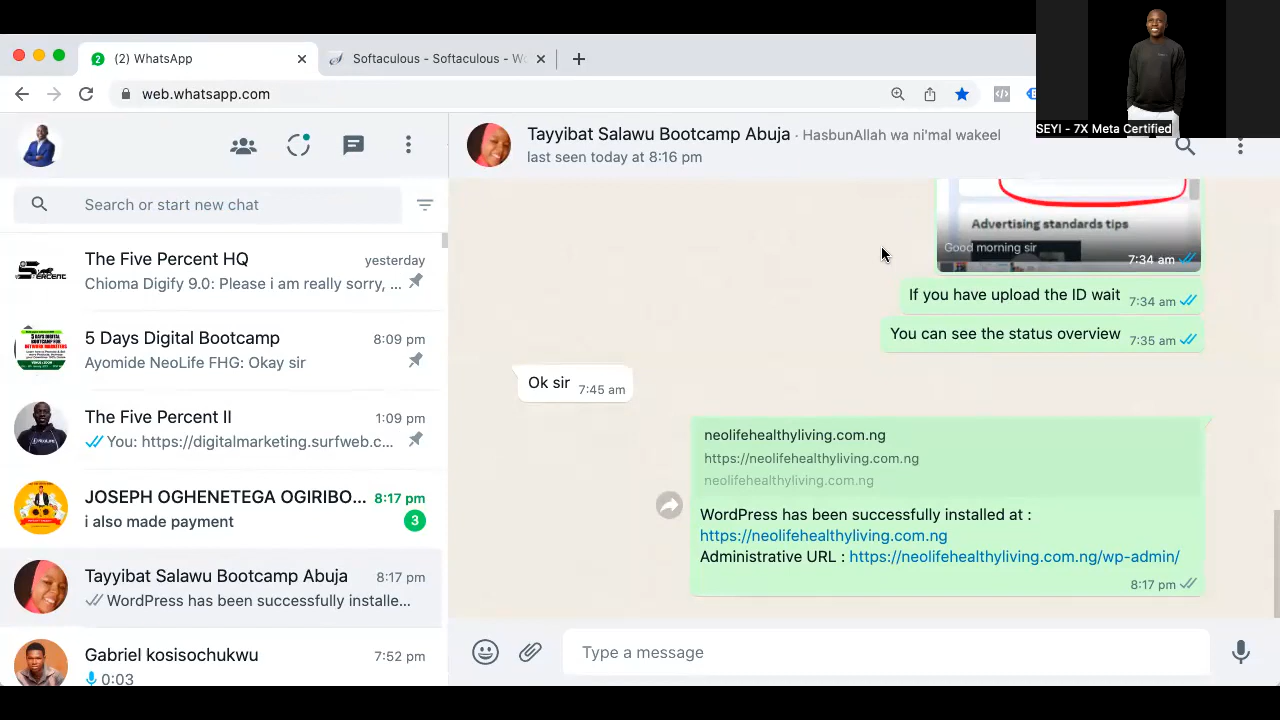 (2) WhatsApp
Softaculous - Softaculous - Wo
web.whatsapp.com
SEYI - 7X Meta Certified
Search or start new chat
The Five Percent HQ
yesterday
Chioma Digify 9.0: Please i am really sorry, ...
5 Days Digital Bootcamp
8:09 pm
Ayomide NeoLife FHG: Okay sir
The Five Percent II
1:09 pm
You: https://digitalmarketing.surfweb.c...
JOSEPH OGHENETEGA OGIRIBO...
8:17 pm
i also made payment
3
Tayyibat Salawu Bootcamp Abuja
8:17 pm
WordPress has been successfully installe...
Gabriel kosisochukwu
7:52 pm
0:03
Tayyibat Salawu Bootcamp Abuja · HasbunAllah wa ni'mal wakeel
last seen today at 8:16 pm
Advertising standards tips
Good morning sir
7:34 am
If you have upload the ID wait 7:34 am
You can see the status overview 7:35 am
Ok sir 7:45 am
neolifehealthyliving.com.ng
https://neolifehealthyliving.com.ng
neolifehealthyliving.com.ng
WordPress has been successfully installed at :
https://neolifehealthyliving.com.ng
Administrative URL : https://neolifehealthyliving.com.ng/wp-admin/
8:17 pm
Type a message